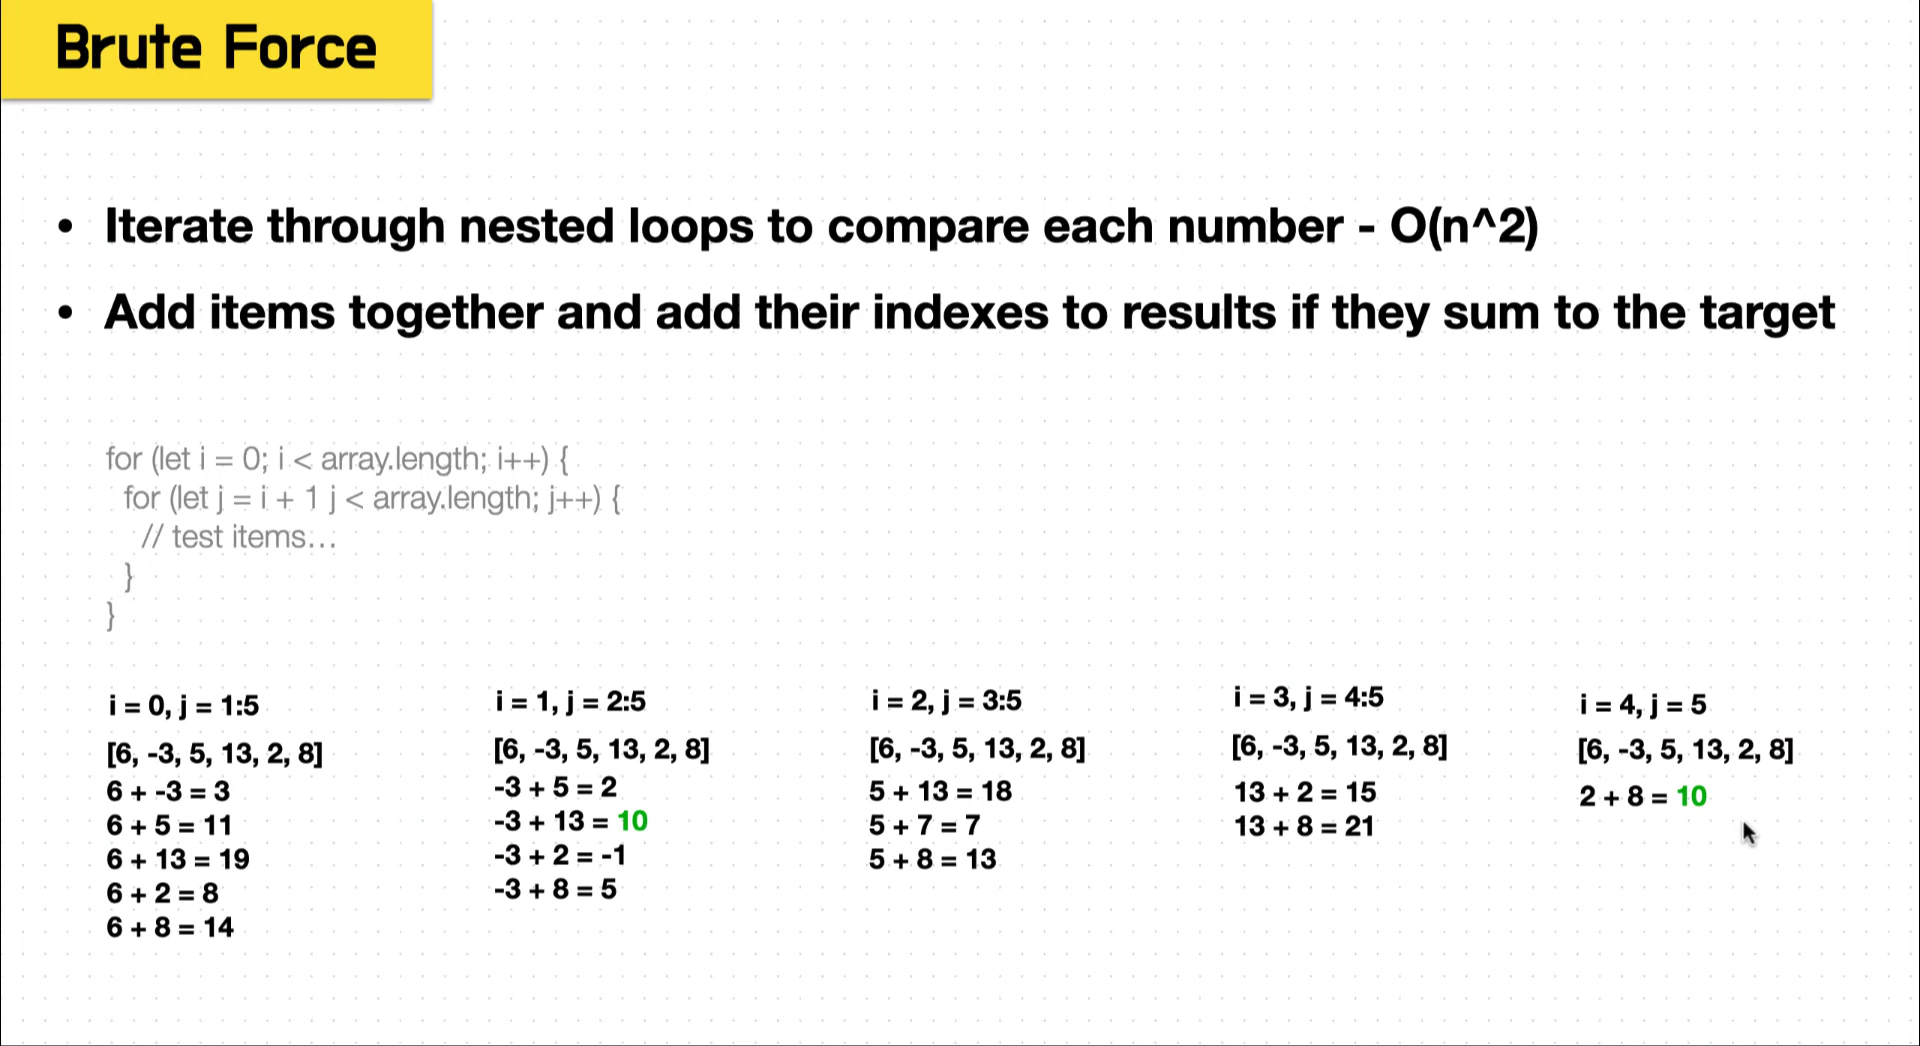 Brute Force
• Iterate through nested loops to compare each number - O(n^2)
• Add items together and add their indexes to results if they sum to the target
for (let i = 0; i < array.length; i++) {
for (let j = i + 1 j < array.length; j++) {
// test items…
}
}
i = 0, j = 1:5
[6, -3, 5, 13, 2, 8]
6 + -3 = 3
6 + 5 = 11
6 + 13 = 19
6 + 2 = 8
6 + 8 = 14
i = 1, j = 2:5
[6, -3, 5, 13, 2, 8]
-3 + 5 = 2
-3 + 13 = 10
-3 + 2 = -1
-3 + 8 = 5
i = 2, j = 3:5
[6, -3, 5, 13, 2, 8]
5 + 13 = 18
5 + 7 = 7
5 + 8 = 13
i = 3, j = 4:5
[6, -3, 5, 13, 2, 8]
13 + 2 = 15
13 + 8 = 21
i = 4, j = 5
[6, -3, 5, 13, 2, 8]
2 + 8 = 10